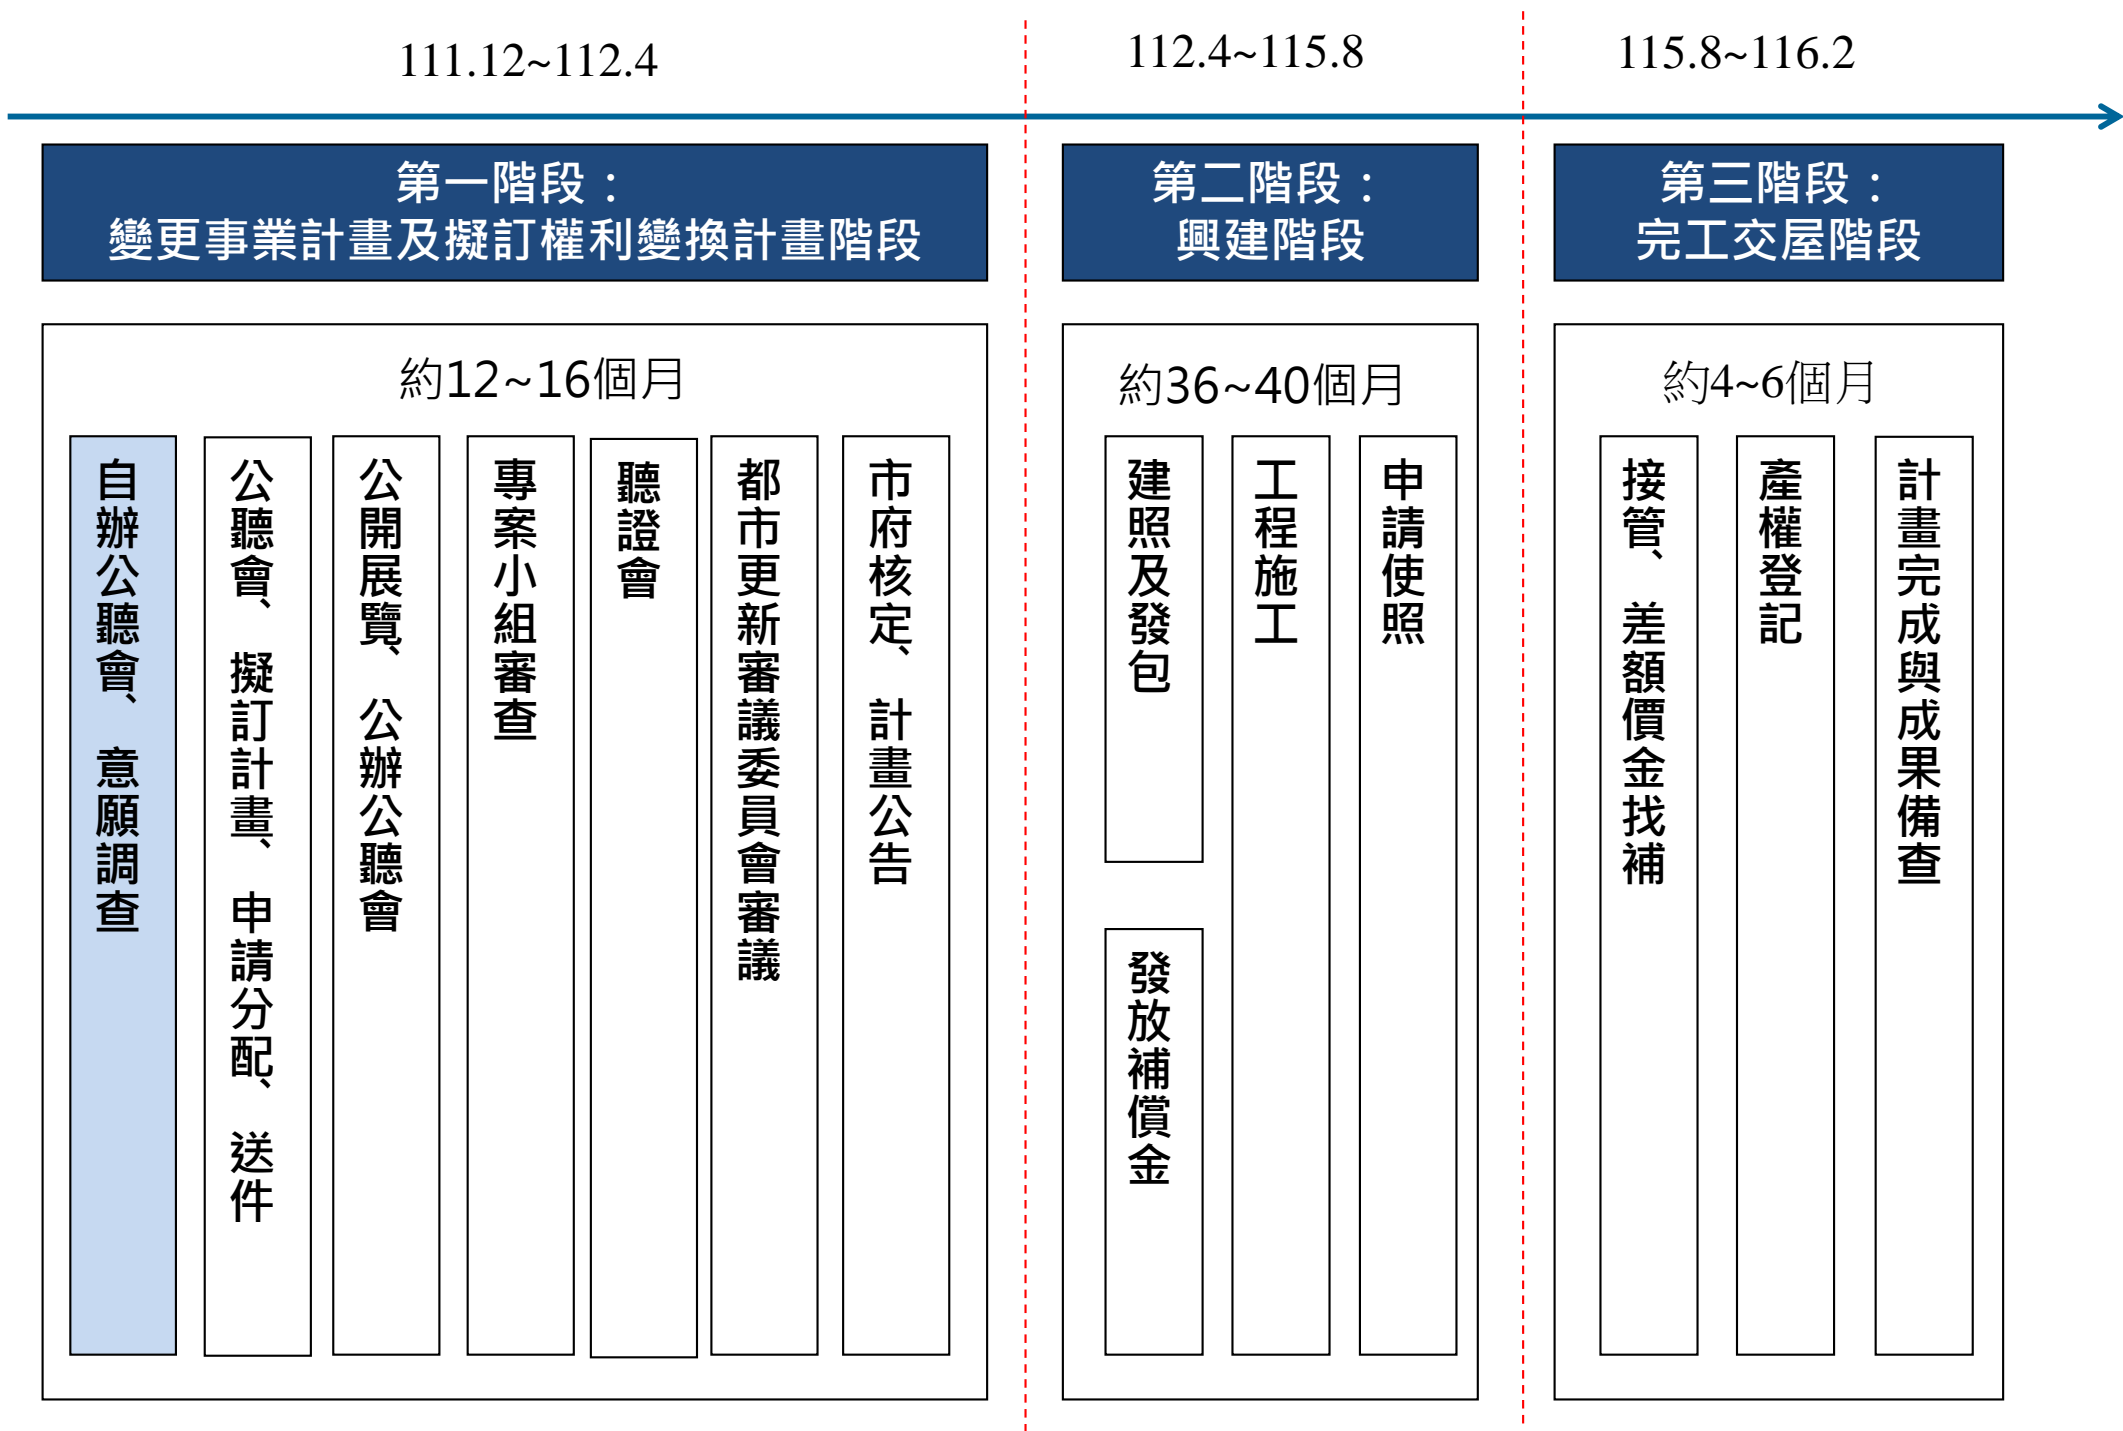 111.12~112.4
112.4~115.8
115.8~116.2
第一階段：
變更事業計畫及擬訂權利變換計畫階段
第二階段：
興建階段
第三階段：
完工交屋階段
約12~16個月
自辦公聽會、意願調查
公聽會、擬訂計畫、申請分配、送件
公開展覽、公辦公聽會
專案小組審查
聽證會
都市更新審議委員會審議
市府核定、計畫公告
約36~40個月
建照及發包
發放補償金
工程施工
申請使照
約4~6個月
接管、差額價金找補
產權登記
計畫完成與成果備查